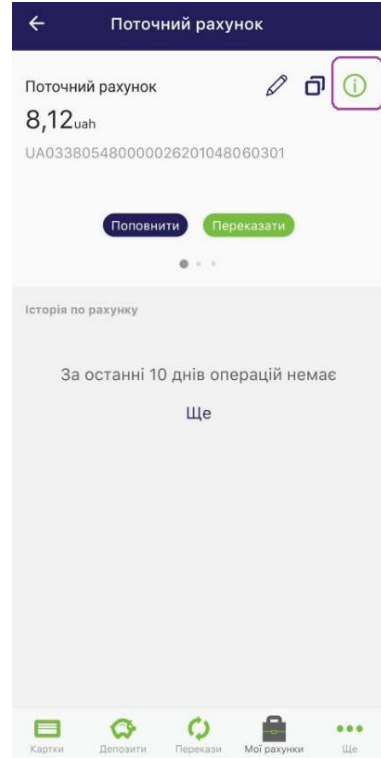 Поточний рахунок
Поточний рахунок
8,12uah
UA033805480000026201048060301
Поповнити Переказати
Історія по рахунку
За останні 10 днів операцій немає
Ще
Картки Депозити Перекази Мої рахунки Ще